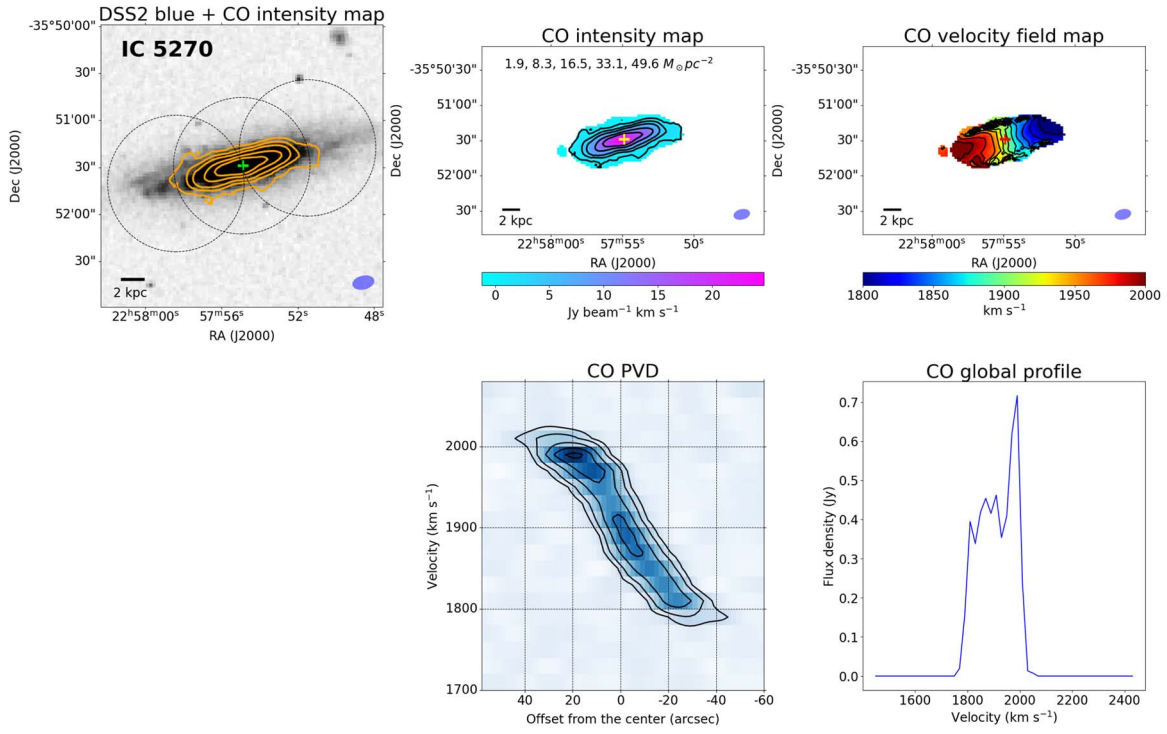 DSS2 blue + CO intensity map
IC 5270
-35°50'00"
30"
51'00"
30"
52'00"
30"
Dec (J2000)
2 kpc
22ʰ58ᵐ00ˢ
57ᵐ56ˢ
52ˢ
48ˢ
RA (J2000)
CO intensity map
1.9, 8.3, 16.5, 33.1, 49.6 M⊙pc⁻²
-35°50'30"
51'00"
30"
52'00"
30"
Dec (J2000)
2 kpc
22ʰ58ᵐ00ˢ
57ᵐ55ˢ
50ˢ
RA (J2000)
0
5
10
15
20
Jy beam⁻¹ km s⁻¹
CO velocity field map
-35°50'30"
51'00"
30"
52'00"
30"
Dec (J2000)
2 kpc
22ʰ58ᵐ00ˢ
57ᵐ55ˢ
50ˢ
RA (J2000)
1800
1850
1900
1950
2000
km s⁻¹
CO PVD
2000
1900
1800
1700
Velocity (km s⁻¹)
40
20
0
-20
-40
-60
Offset from the center (arcsec)
CO global profile
0.7
0.6
0.5
0.4
0.3
0.2
0.1
0.0
Flux density (Jy)
1600
1800
2000
2200
2400
Velocity (km s⁻¹)